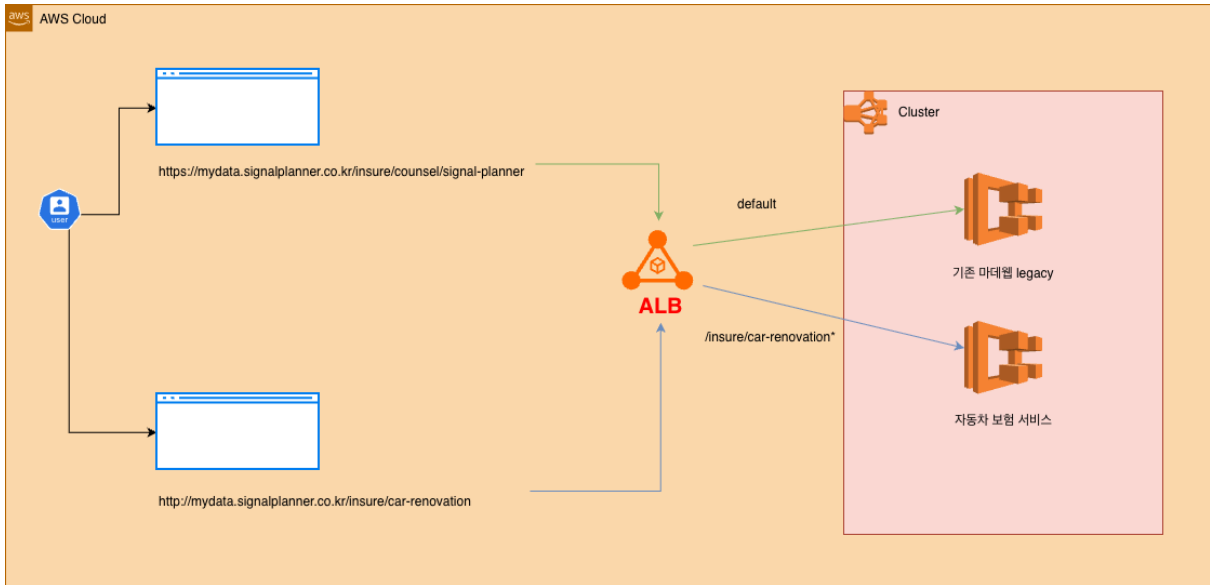 aws
AWS Cloud
Cluster
https://mydata.signalplanner.co.kr/insure/counsel/signal-planner
user
default
기존 마데웹 legacy
ALB
/insure/car-renovation*
자동차 보험 서비스
http://mydata.signalplanner.co.kr/insure/car-renovation